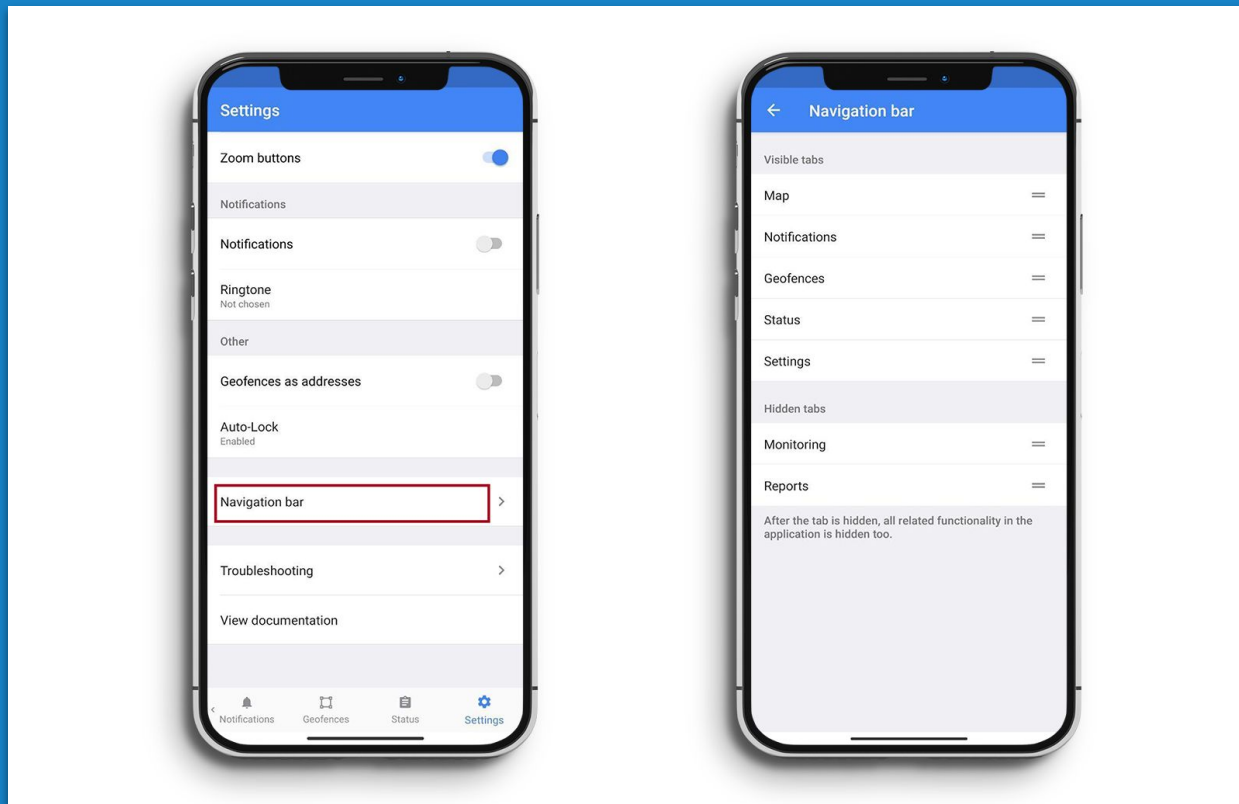 Settings
Zoom buttons
Notifications
Notifications
Ringtone
Not chosen
Other
Geofences as addresses
Auto-Lock
Enabled
Navigation bar
Troubleshooting
View documentation
Notifications
Geofences
Status
Settings
Navigation bar
Visible tabs
Map
Notifications
Geofences
Status
Settings
Hidden tabs
Monitoring
Reports
After the tab is hidden, all related functionality in the
application is hidden too.